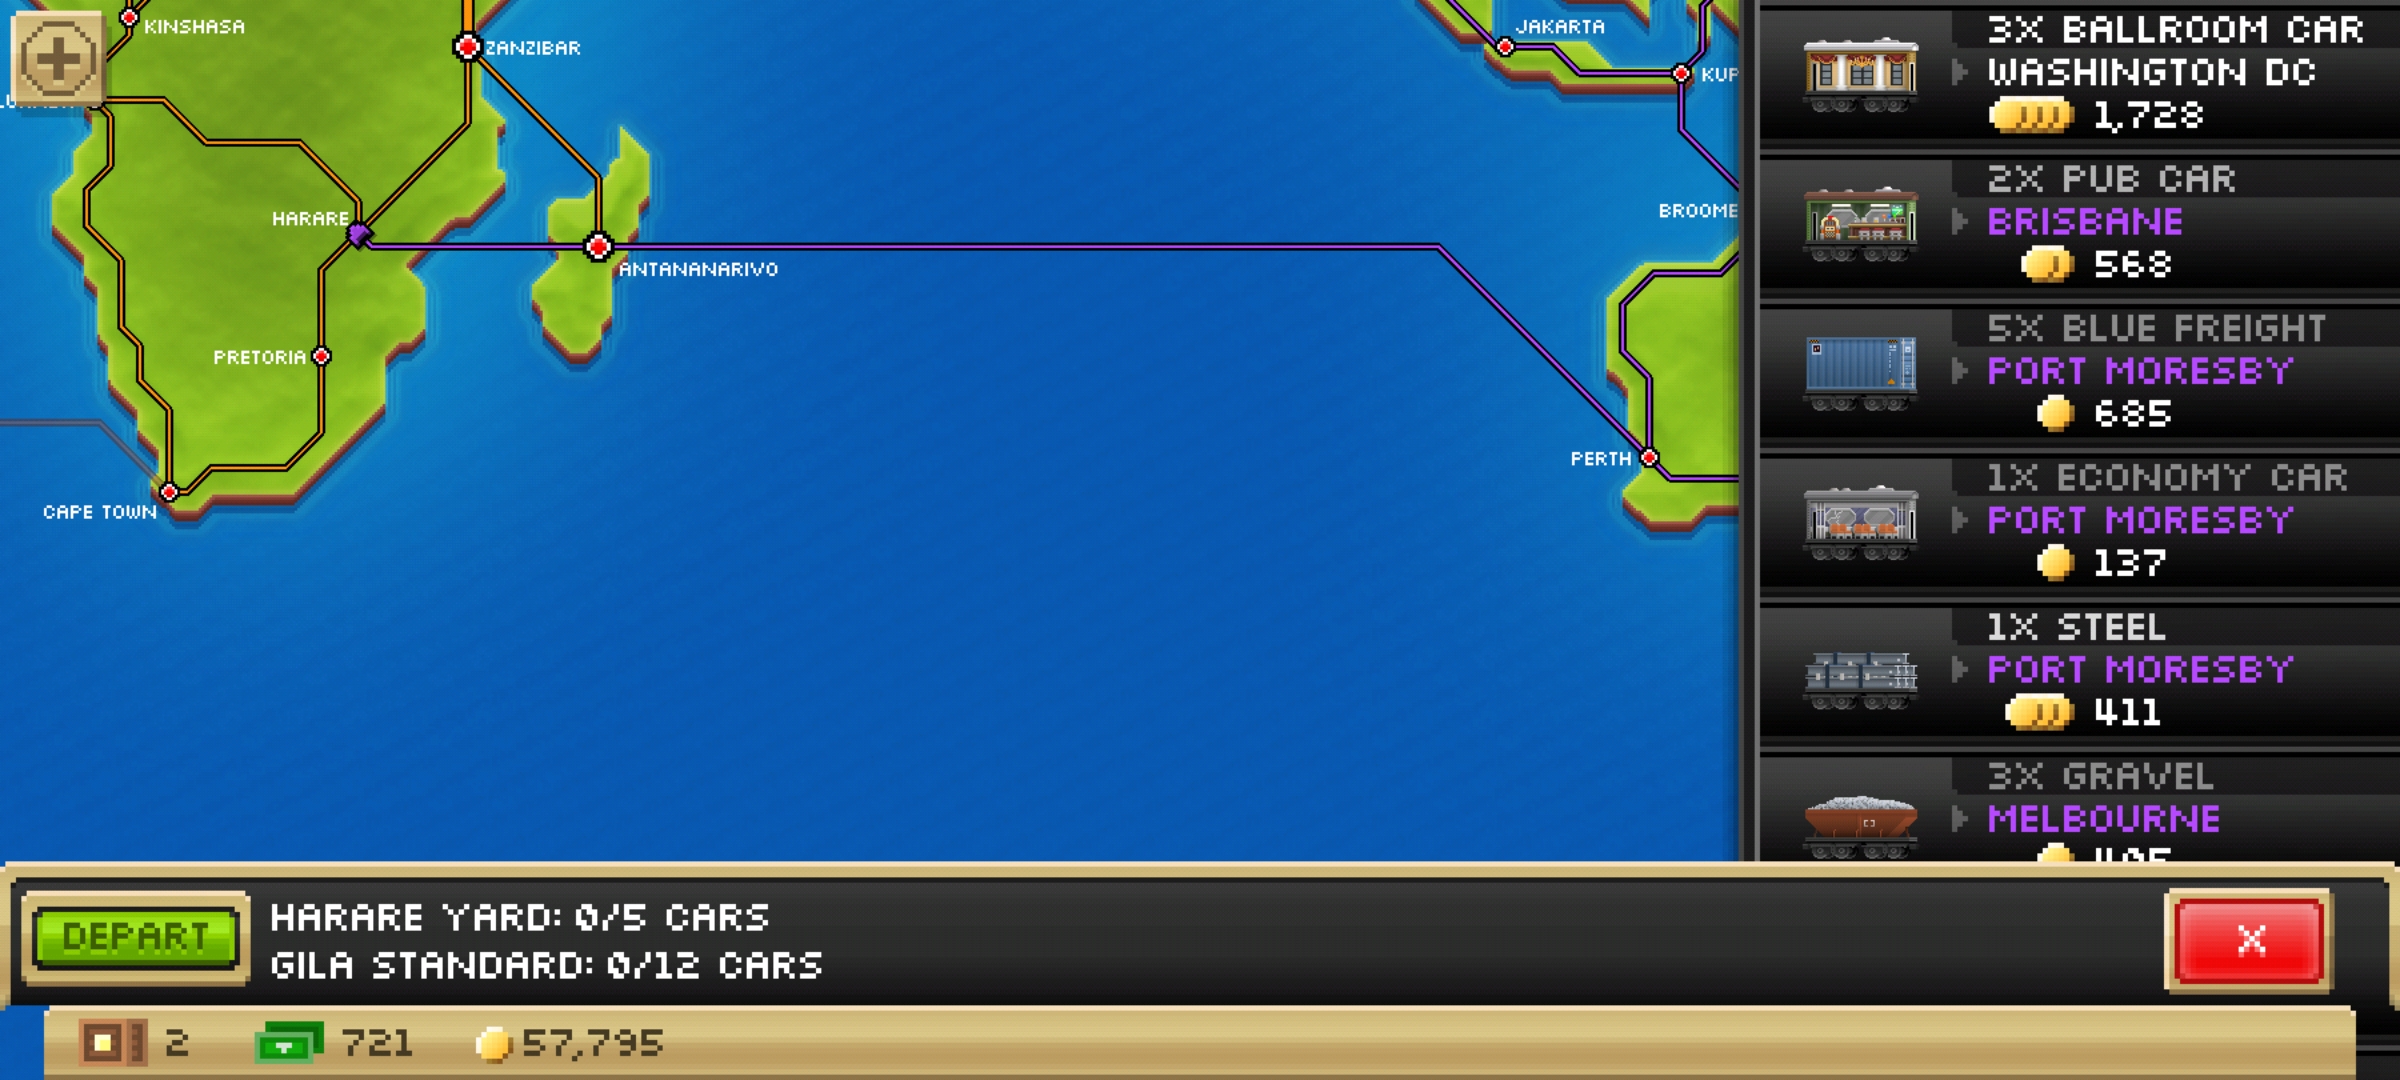 KINSHASA
ZANZIBAR
HARARE
ANTANANARIVO
PRETORIA
CAPE TOWN
JAKARTA
KUP
BROOME
PERTH
3X BALLROOM CAR
WASHINGTON DC
1,728
2X PUB CAR
BRISBANE
568
5X BLUE FREIGHT
PORT MORESBY
685
1X ECONOMY CAR
PORT MORESBY
137
1X STEEL
PORT MORESBY
411
3X GRAVEL
MELBOURNE
DEPART
HARARE YARD: 0/5 CARS
GILA STANDARD: 0/12 CARS
X
2
721
57,795